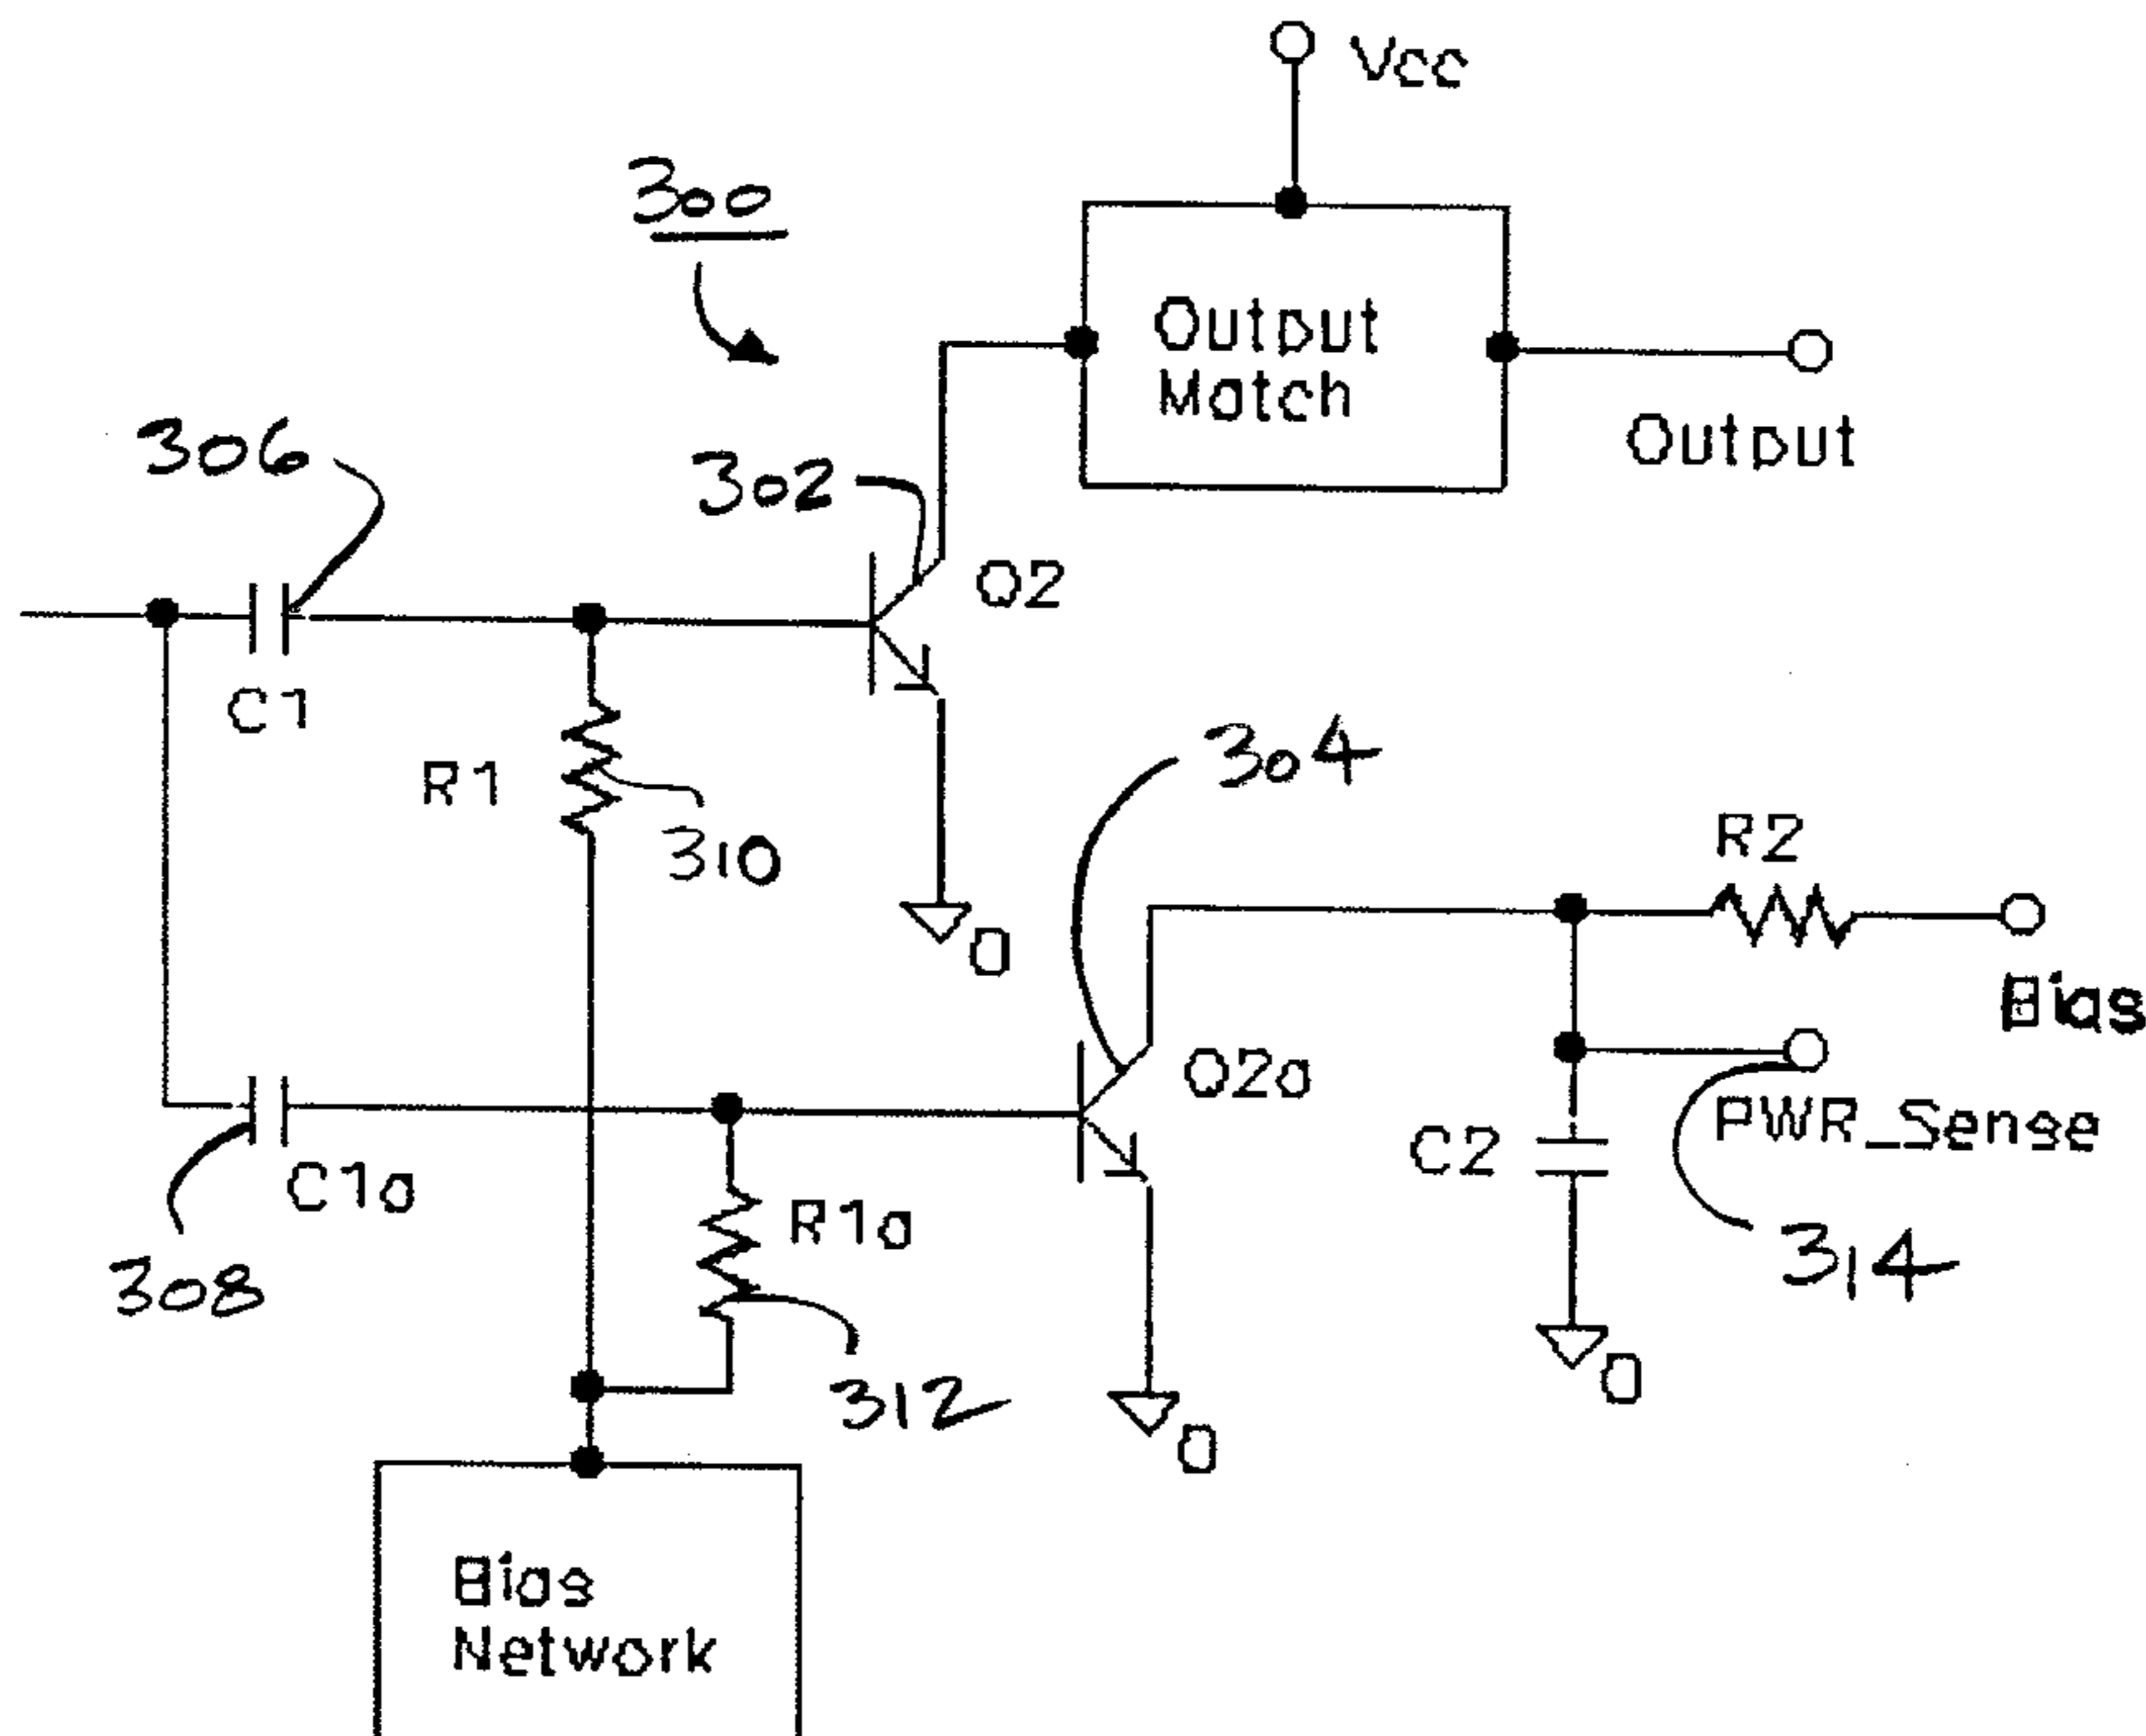 Vcc
300
Output
Match
306
302
Output
Q2
C1
304
R1
310
R2
0
Bias
Q2a
PWR_Sense
C2
C1a
R1a
314
308
0
312
0
Bias
Network